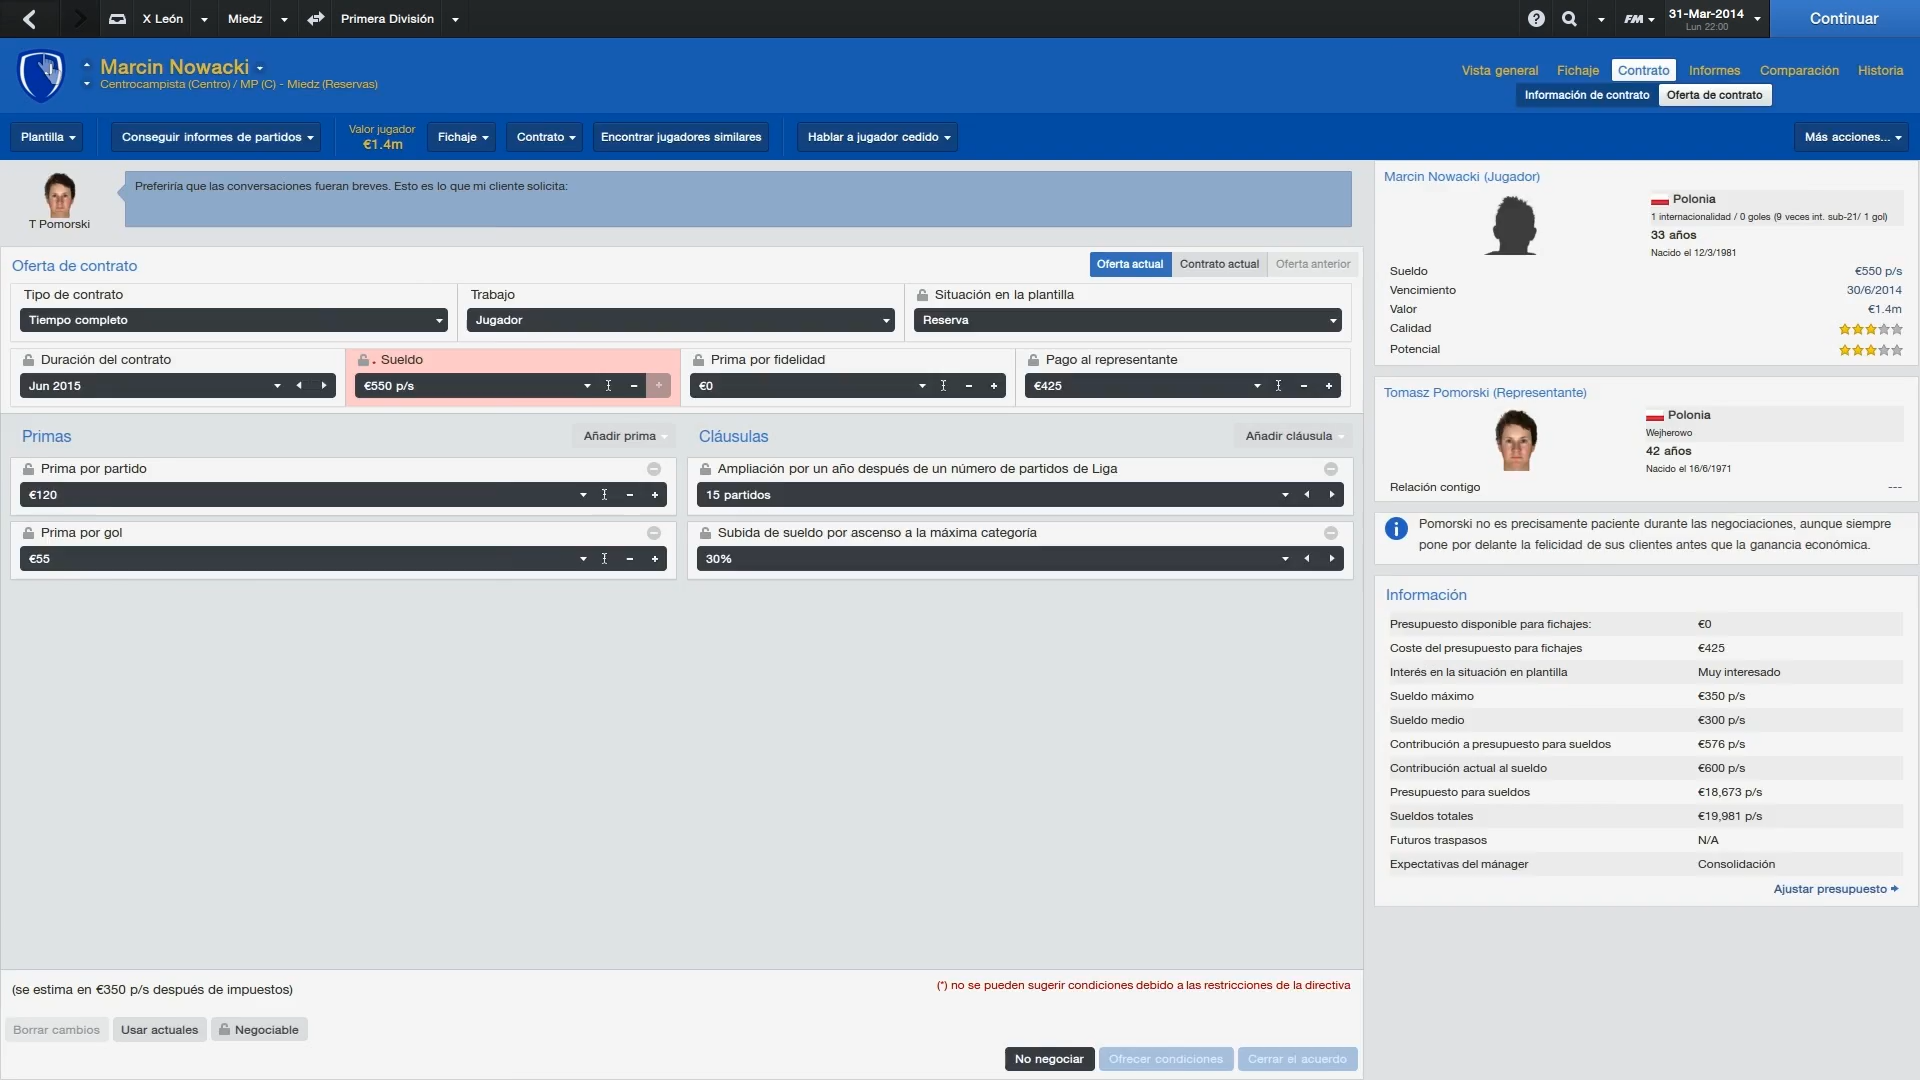 X León
Miedz
Primera División
FM
31-Mar-2014
Lun 22:00
Continuar
Marcin Nowacki
Centrocampista (Centro) / MP (C) - Miedz (Reservas)
Vista general
Fichaje
Contrato
Informes
Comparación
Historia
Información de contrato
Oferta de contrato
Plantilla
Conseguir informes de partidos
Valor jugador
€1.4m
Fichaje
Contrato
Encontrar jugadores similares
Hablar a jugador cedido
Más acciones...
T Pomorski
Preferiría que las conversaciones fueran breves. Esto es lo que mi cliente solicita:
Oferta de contrato
Oferta actual
Contrato actual
Oferta anterior
Tipo de contrato
Tiempo completo
Trabajo
Jugador
Situación en la plantilla
Reserva
Duración del contrato
Jun 2015
Sueldo
€550 p/s
Prima por fidelidad
€0
Pago al representante
€425
Primas
Añadir prima
Prima por partido
€120
Prima por gol
€55
Cláusulas
Añadir cláusula
Ampliación por un año después de un número de partidos de Liga
15 partidos
Subida de sueldo por ascenso a la máxima categoría
30%
(se estima en €350 p/s después de impuestos)
(*) no se pueden sugerir condiciones debido a las restricciones de la directiva
Borrar cambios
Usar actuales
Negociable
No negociar
Ofrecer condiciones
Cerrar el acuerdo
Marcin Nowacki (Jugador)
Polonia
1 internacionalidad / 0 goles (9 veces int. sub-21/ 1 gol)
33 años
Nacido el 12/3/1981
Sueldo €550 p/s
Vencimiento 30/6/2014
Valor €1.4m
Calidad
Potencial
Tomasz Pomorski (Representante)
Polonia
Wejherowo
42 años
Nacido el 16/6/1971
Relación contigo ---
Pomorski no es precisamente paciente durante las negociaciones, aunque siempre
pone por delante la felicidad de sus clientes antes que la ganancia económica.
Información
Presupuesto disponible para fichajes: €0
Coste del presupuesto para fichajes €425
Interés en la situación en plantilla Muy interesado
Sueldo máximo €350 p/s
Sueldo medio €300 p/s
Contribución a presupuesto para sueldos €576 p/s
Contribución actual al sueldo €600 p/s
Presupuesto para sueldos €18,673 p/s
Sueldos totales €19,981 p/s
Futuros traspasos N/A
Expectativas del mánager Consolidación
Ajustar presupuesto